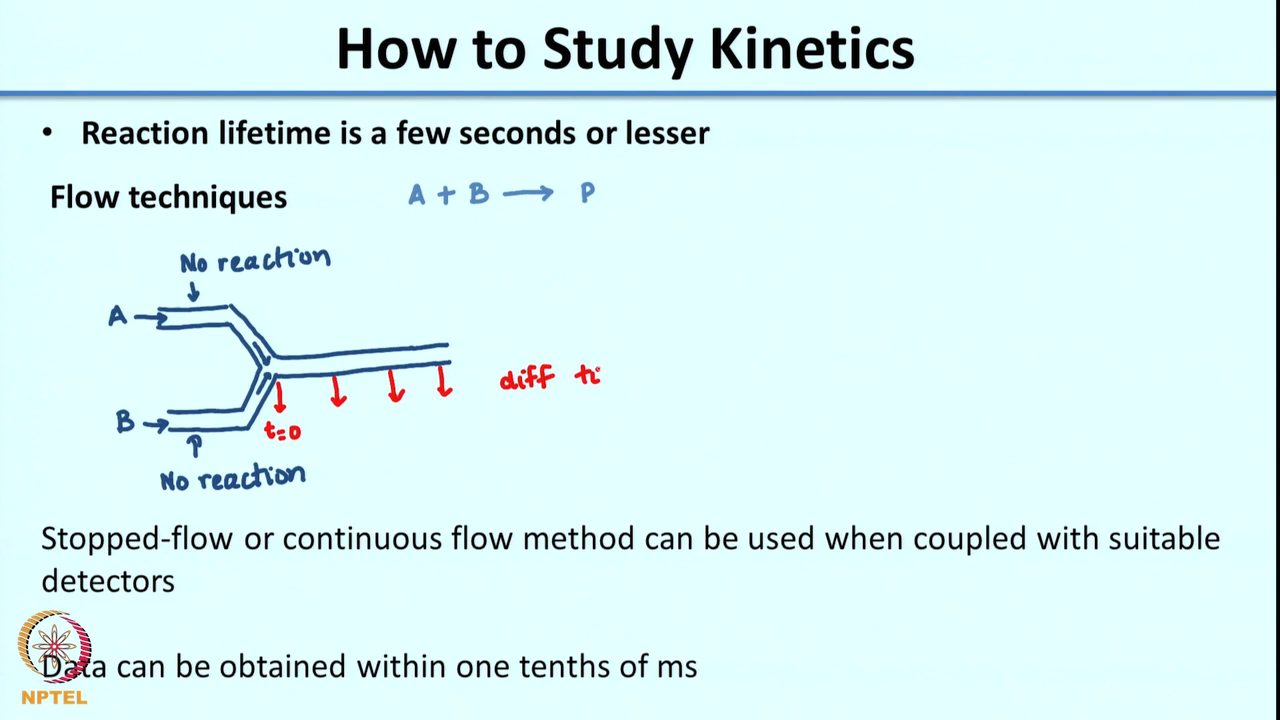 How to Study Kinetics
• Reaction lifetime is a few seconds or lesser
Flow techniques
A + B → P
No reaction
A
B
t=0
diff ti
No reaction
Stopped-flow or continuous flow method can be used when coupled with suitable
detectors
Data can be obtained within one tenths of ms
NPTEL